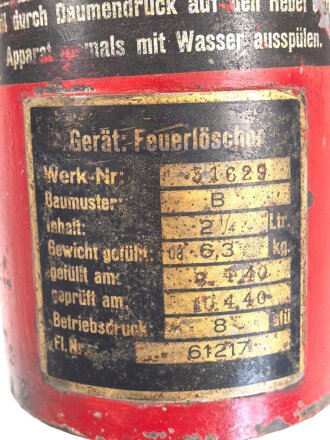 durch Daumendruck auf den Hebel
Apparat mals mit Wasser ausspülen.
Gerät: Feuerlöscher
Werk-Nr: 31629
Baumuster: B
Inhalt: 2 1/4 Ltr.
Gewicht gefüllt: 6,3 kg
gefüllt am: 9.4.40
geprüft am: 10.4.40
Betriebsdruck: 8 atü
Fl. Nr. 61217